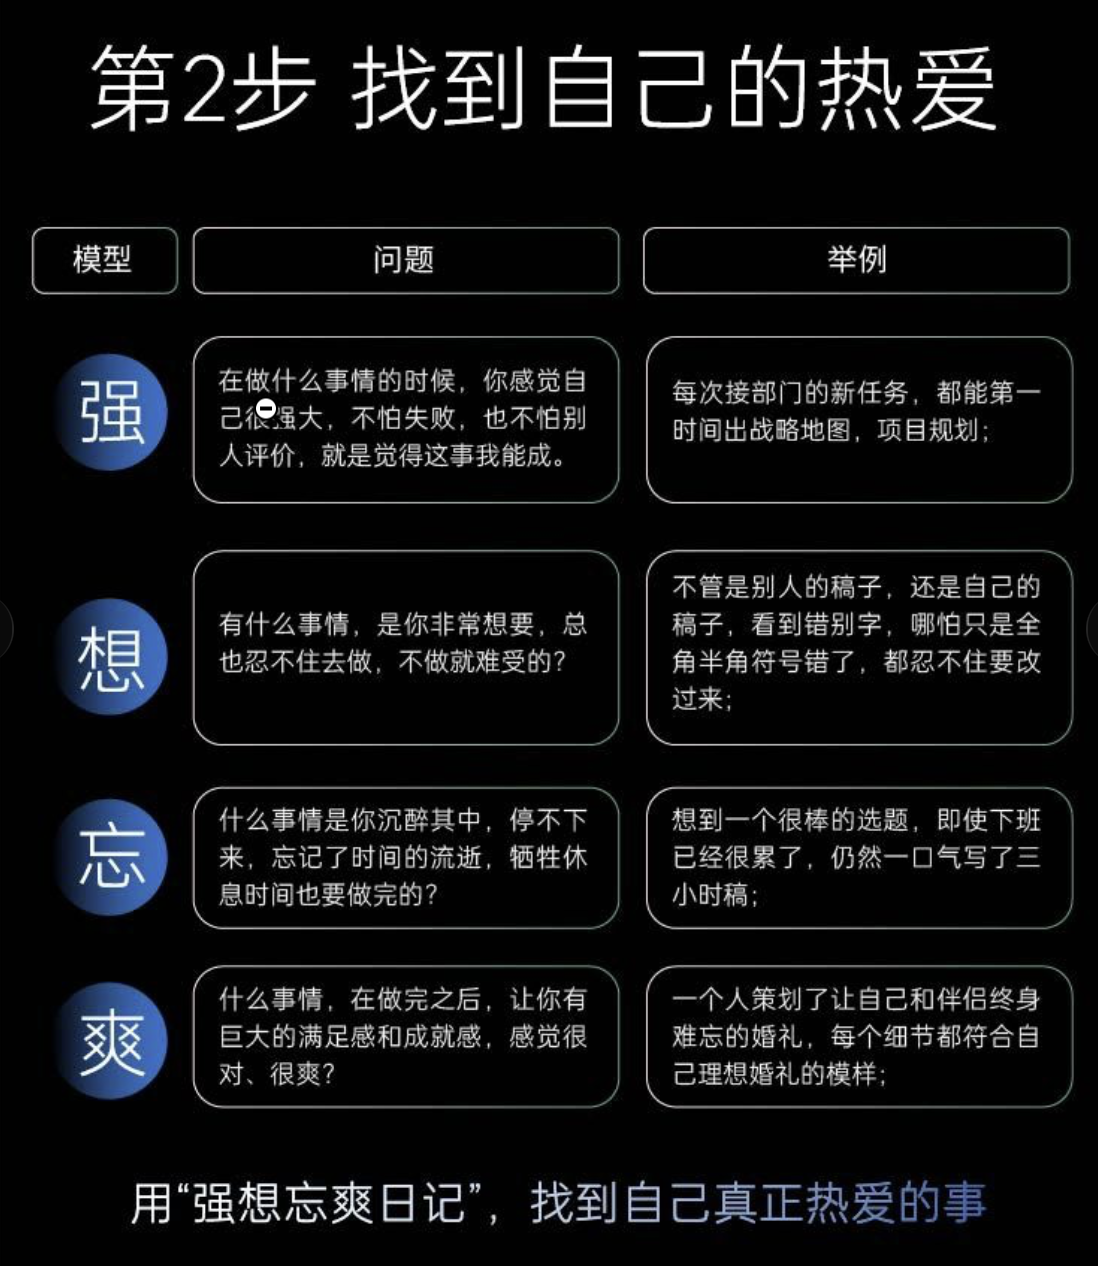 第2步 找到自己的热爱
模型
问题
举例
强
在做什么事情的时候，你感觉自
己很强大，不怕失败，也不怕别
人评价，就是觉得这事我能成。
每次接部门的新任务，都能第一
时间出战略地图，项目规划；
想
有什么事情，是你非常想要，总
也忍不住去做，不做就难受的？
不管是别人的稿子，还是自己的
稿子，看到错别字，哪怕只是全
角半角符号错了，都忍不住要改
过来；
忘
什么事情是你沉醉其中，停不下
来，忘记了时间的流逝，牺牲休
息时间也要做完的？
想到一个很棒的选题，即使下班
已经很累了，仍然一口气写了三
小时稿；
爽
什么事情，在做完之后，让你有
巨大的满足感和成就感，感觉很
对、很爽？
一个人策划了让自己和伴侣终身
难忘的婚礼，每个细节都符合自
己理想婚礼的模样；
用“强想忘爽日记”，找到自己真正热爱的事